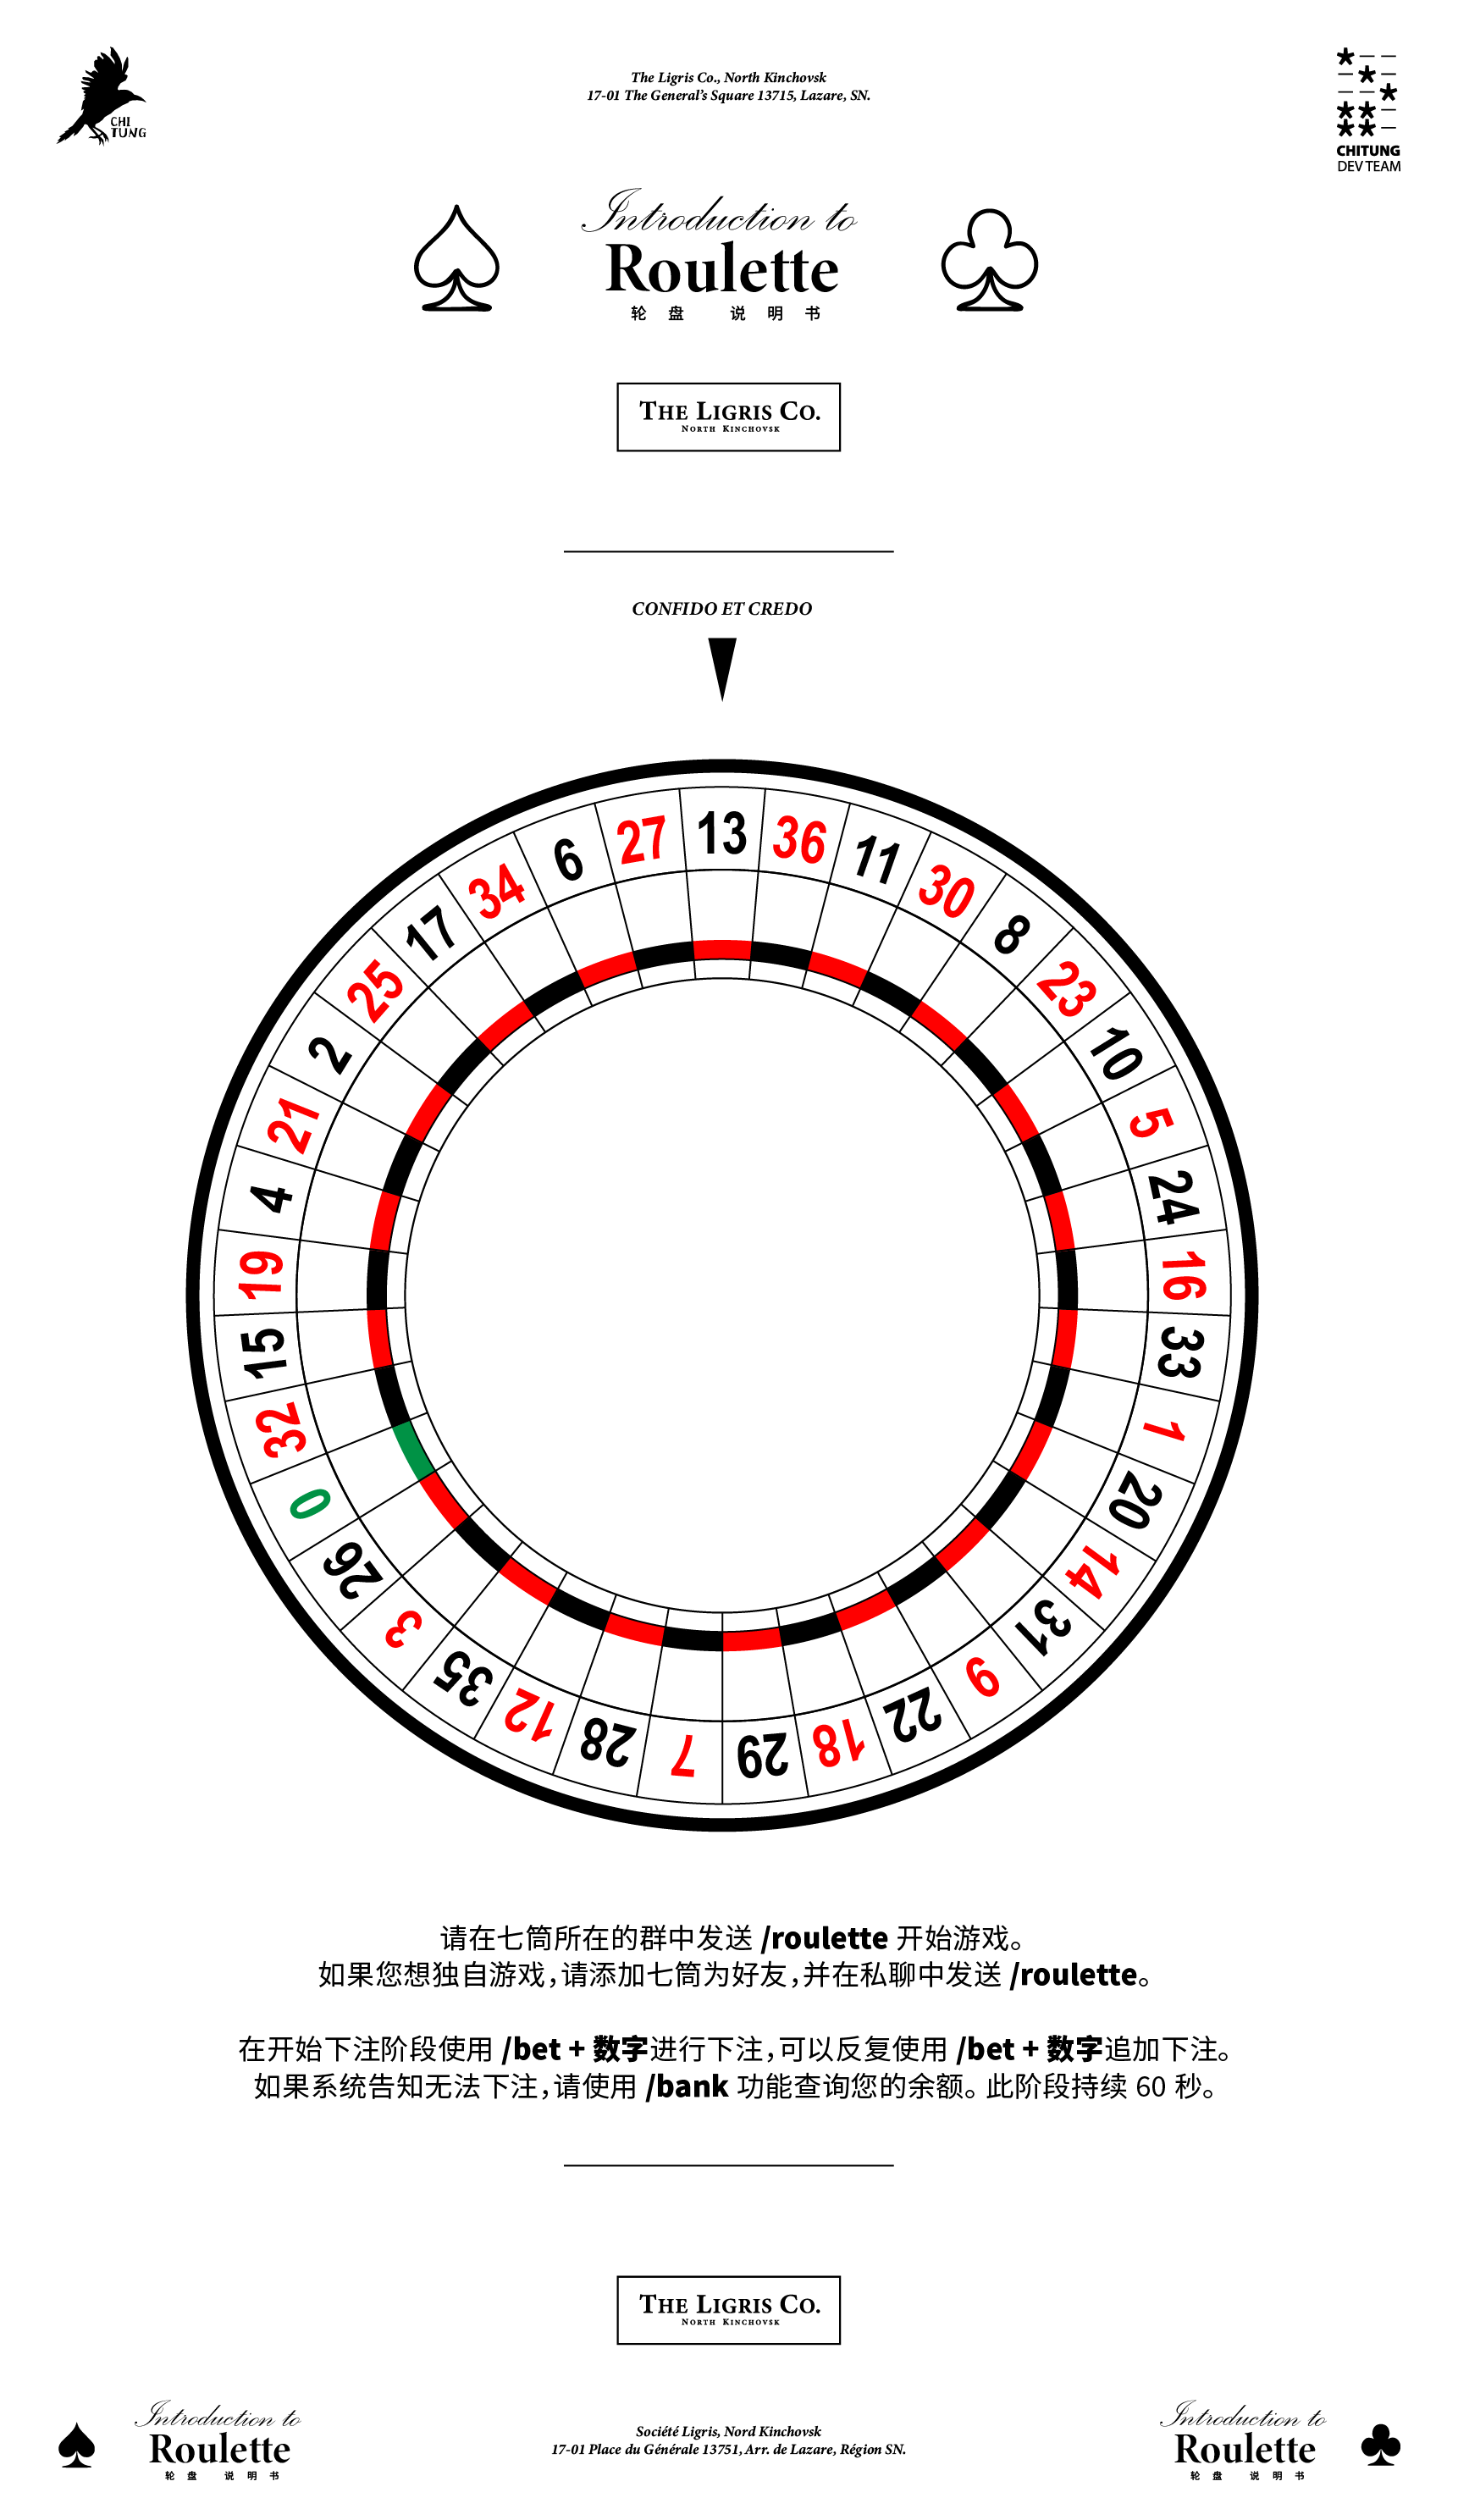 CHI
TUNG
The Ligris Co., North Kinchovsk
17-01 The General's Square 13715, Lazare, SN.
CHITUNG
DEV TEAM
Introduction to
Roulette
轮盘 说明书
THE LIGRIS CO.
NORTH KINCHOVSK
CONFIDO ET CREDO
13
36
11
30
8
23
10
5
24
16
33
1
20
14
31
9
22
18
29
7
28
12
35
3
26
0
32
15
19
4
21
2
25
17
34
6
27
请在七筒所在的群中发送 /roulette 开始游戏。
如果您想独自游戏，请添加七筒为好友，并在私聊中发送 /roulette。
在开始下注阶段使用 /bet + 数字进行下注，可以反复使用 /bet + 数字追加下注。
如果系统告知无法下注，请使用 /bank 功能查询您的余额。此阶段持续 60 秒。
THE LIGRIS CO.
NORTH KINCHOVSK
Introduction to
Roulette
轮盘 说明书
Société Ligris, Nord Kinchovsk
17-01 Place du Générale 13751, Arr. de Lazare, Région SN.
Introduction to
Roulette
轮盘 说明书